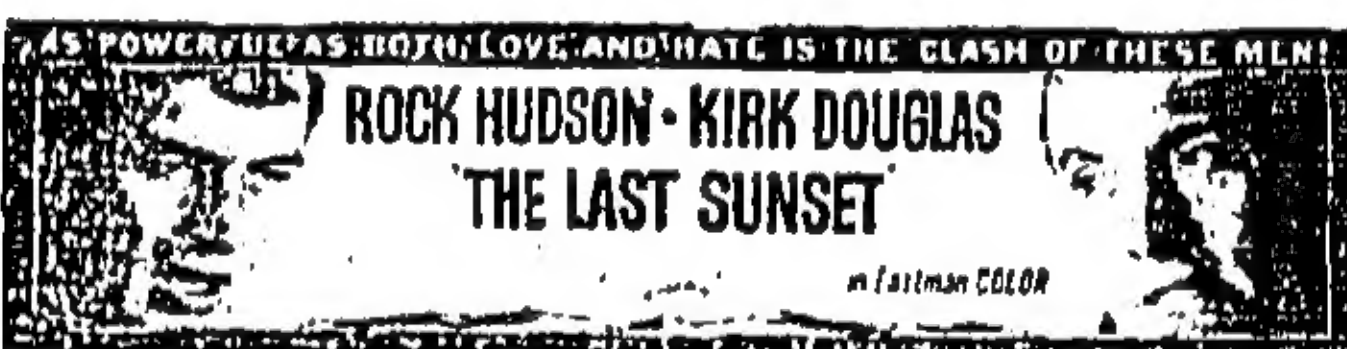 AS POWERFUL AS BOTH LOVE AND HATE IS THE CLASH OF THESE MEN!
ROCK HUDSON • KIRK DOUGLAS
'THE LAST SUNSET'
in Eastman COLOR